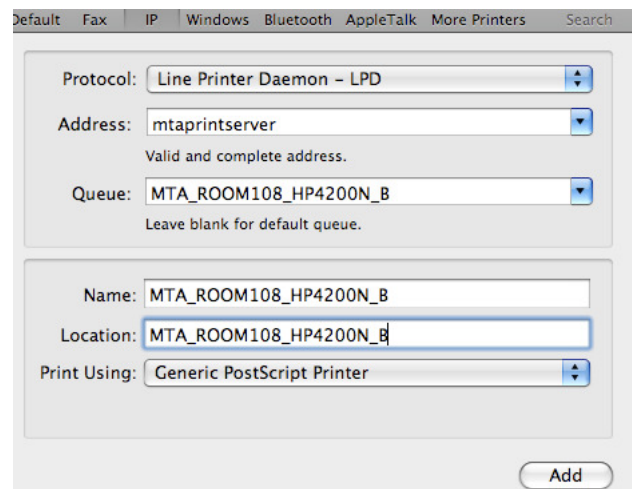 Default Fax IP Windows Bluetooth AppleTalk More Printers Search
Protocol: Line Printer Daemon – LPD
Address: mtaprintserver
Valid and complete address.
Queue: MTA_ROOM108_HP4200N_B
Leave blank for default queue.
Name: MTA_ROOM108_HP4200N_B
Location: MTA_ROOM108_HP4200N_B
Print Using: Generic PostScript Printer
Add